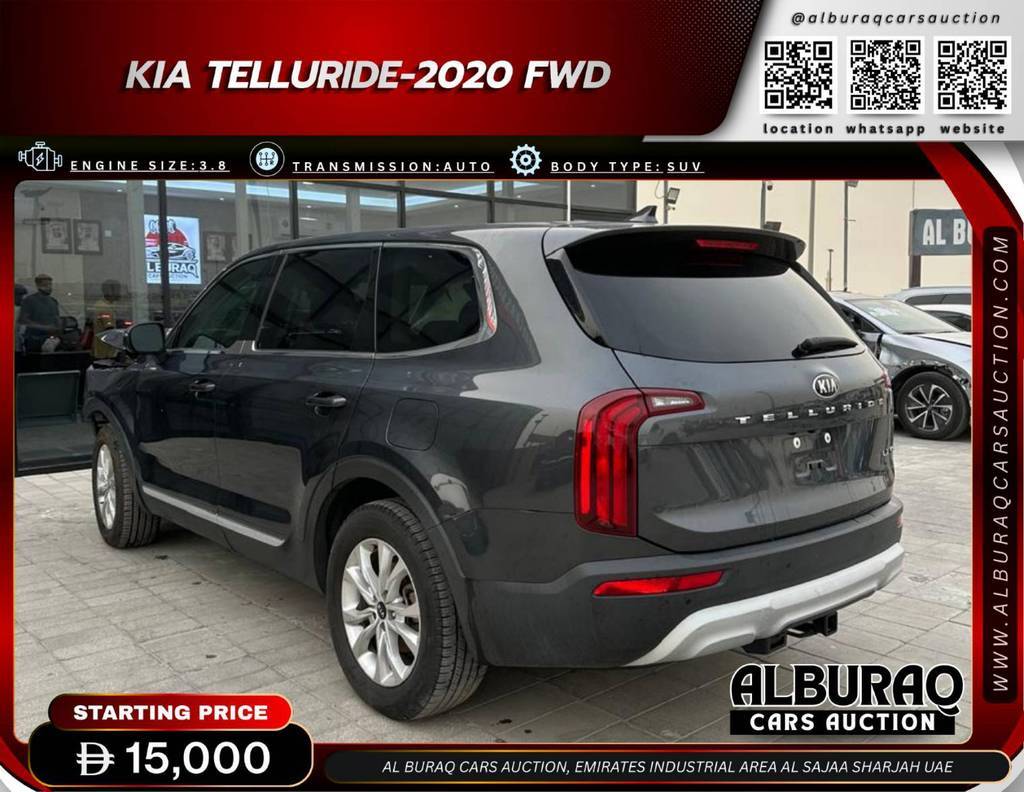 @alburaqcarsauction
KIA TELLURIDE-2020 FWD
location whatsapp website
ENGINE SIZE:3.8 TRANSMISSION:AUTO BODY TYPE: SUV
AL
KIA
TELLURIDE
WWW.ALBURAQCARSAUCTION.COM
ALBURAQ
CARS AUCTION
STARTING PRICE
15,000
AL BURAQ CARS AUCTION, EMIRATES INDUSTRIAL AREA AL SAJAA SHARJAH UAE